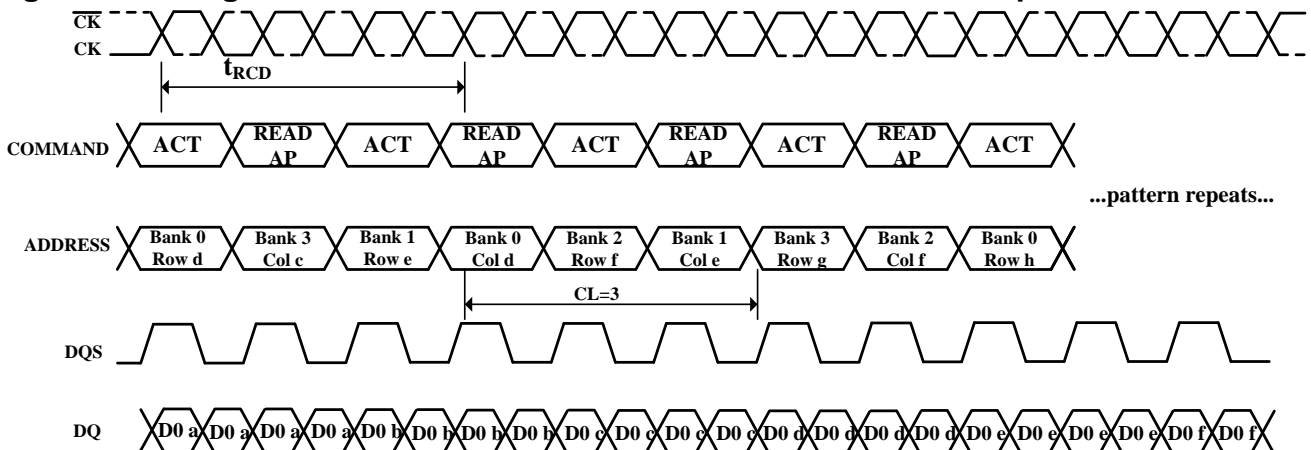 CK
CK
tRCD
COMMAND ACT READ AP ACT READ AP ACT READ AP ACT READ AP ACT
...pattern repeats...
ADDRESS Bank 0 Row d Bank 3 Col c Bank 1 Row e Bank 0 Col d Bank 2 Row f Bank 1 Col e Bank 3 Row g Bank 2 Col f Bank 0 Row h
CL=3
DQS
DQ D0 a D0 a D0 a D0 a D0 b D0 b D0 b D0 b D0 c D0 c D0 c D0 c D0 d D0 d D0 d D0 d D0 e D0 e D0 e D0 e D0 f D0 f